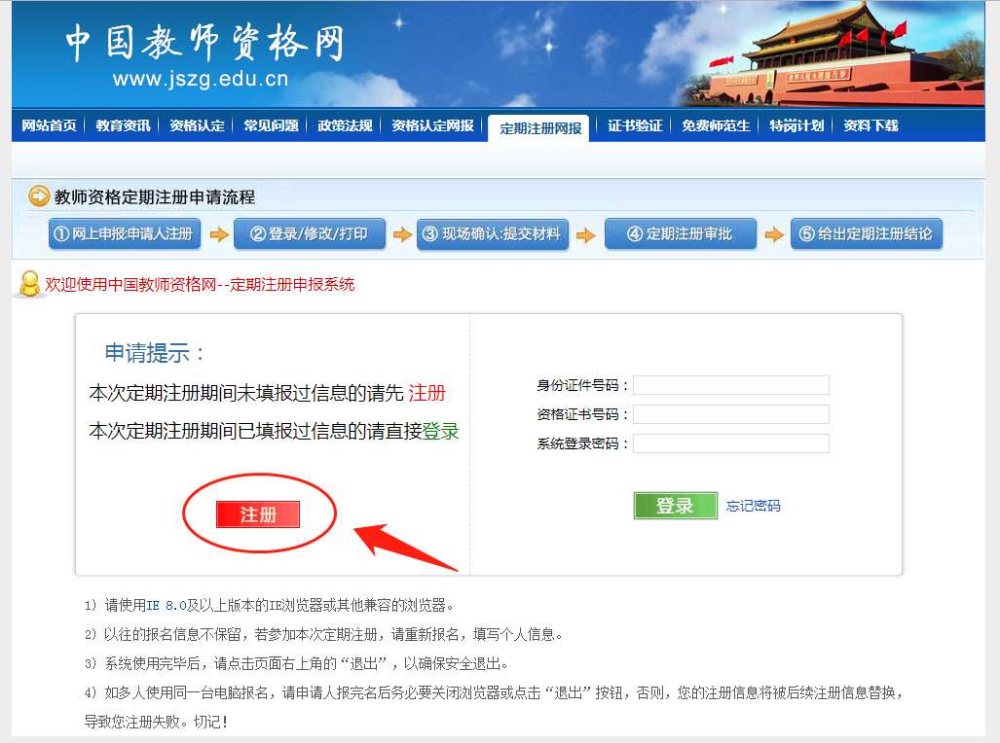 中国教师资格网
www.jszg.edu.cn
网站首页 教育资讯 资格认定 常见问题 政策法规 资格认定网报 定期注册网报 证书验证 免费师范生 特岗计划 资料下载
教师资格定期注册申请流程
①网上申报:申请人注册 ②登录/修改/打印 ③现场确认:提交材料 ④定期注册审批 ⑤给出定期注册结论
欢迎使用中国教师资格网--定期注册申报系统
申请提示：
本次定期注册期间未填报过信息的请先 注册
本次定期注册期间已填报过信息的请直接登录
注册
身份证件号码：
资格证书号码：
系统登录密码：
登录 忘记密码
1）请使用IE 8.0及以上版本的IE浏览器或其他兼容的浏览器。
2）以往的报名信息不保留，若参加本次定期注册，请重新报名，填写个人信息。
3）系统使用完毕后，请点击页面右上角的“退出”，以确保安全退出。
4）如多人使用同一台电脑报名，请申请人报完名后务必要关闭浏览器或点击“退出”按钮，否则，您的注册信息将被后续注册信息替换，
导致您注册失败。切记！